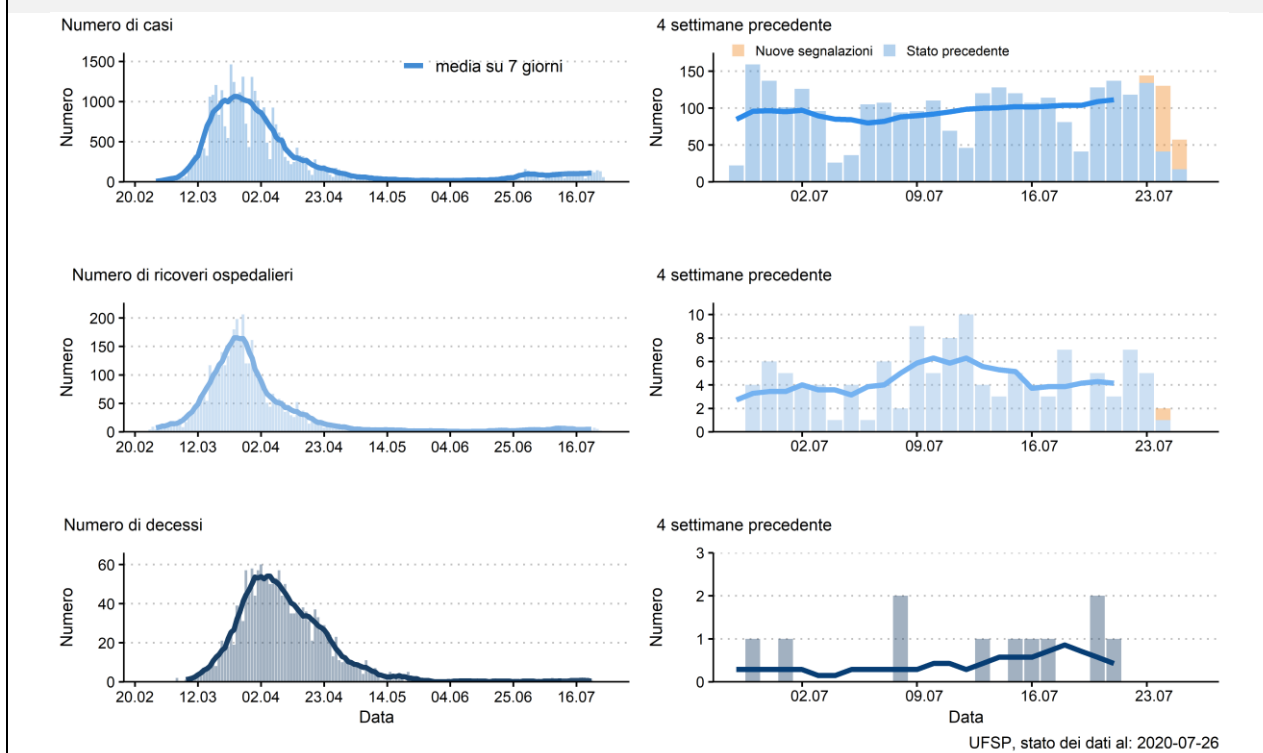 Numero di casi
4 settimane precedente
media su 7 giorni
Nuove segnalazioni
Stato precedente
Numero
1500
1000
500
0
20.02 12.03 02.04 23.04 14.05 04.06 25.06 16.07
Numero
150
100
50
0
02.07 09.07 16.07 23.07
Numero di ricoveri ospedalieri
4 settimane precedente
Numero
200
150
100
50
0
20.02 12.03 02.04 23.04 14.05 04.06 25.06 16.07
Numero
10
8
6
4
2
0
02.07 09.07 16.07 23.07
Numero di decessi
4 settimane precedente
Numero
60
40
20
0
20.02 12.03 02.04 23.04 14.05 04.06 25.06 16.07
Data
Numero
3
2
1
0
02.07 09.07 16.07 23.07
Data
UFSP, stato dei dati al: 2020-07-26